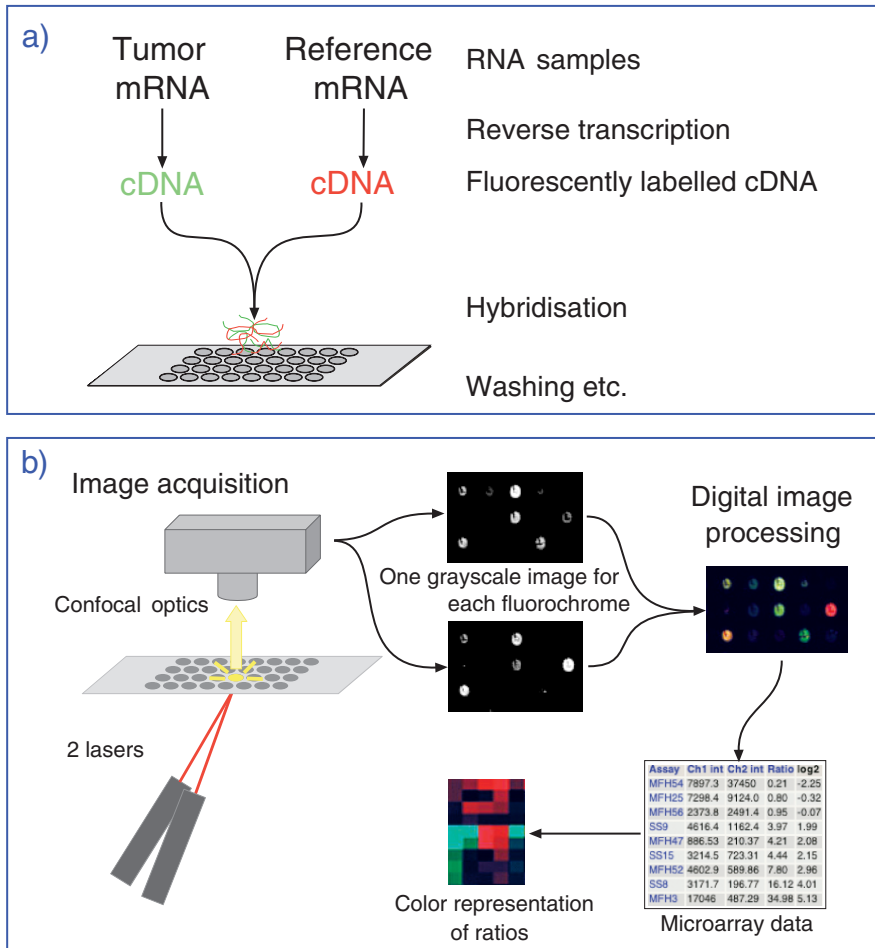 a)
Tumor
mRNA
Reference
mRNA
RNA samples
Reverse transcription
cDNA
cDNA
Fluorescently labelled cDNA
Hybridisation
Washing etc.
b)
Image acquisition
Confocal optics
2 lasers
One grayscale image for
each fluorochrome
Digital image
processing
Assay Ch1 int Ch2 int Ratio log2
MFH54 7897.3 37450 0.21 -2.25
MFH25 7298.4 9124.0 0.80 -0.32
MFH56 2373.8 2491.4 0.95 -0.07
SS9 4616.4 1162.4 3.97 1.99
MFH47 886.53 210.37 4.21 2.08
SS15 3214.5 723.31 4.44 2.15
MFH52 4602.9 589.86 7.80 2.96
SS8 3171.7 196.77 16.12 4.01
MFH3 17046 487.29 34.98 5.13
Microarray data
Color representation
of ratios